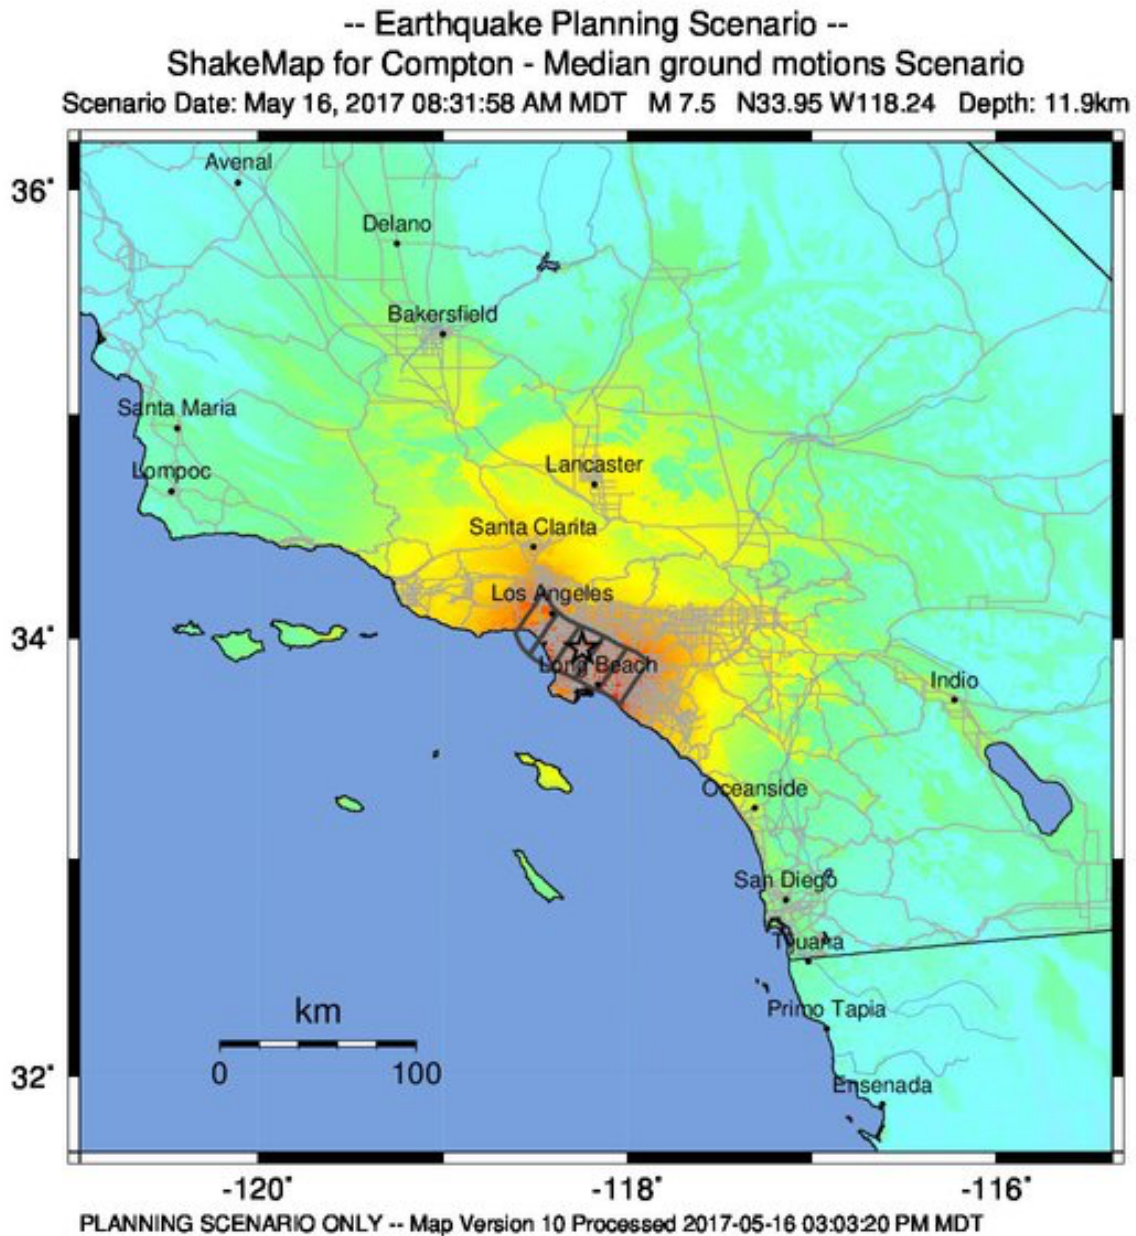 -- Earthquake Planning Scenario --
ShakeMap for Compton - Median ground motions Scenario
Scenario Date: May 16, 2017 08:31:58 AM MDT M 7.5 N33.95 W118.24 Depth: 11.9km
Avenal
36°
Delano
Bakersfield
Santa Maria
Lancaster
Lompoc
Santa Clarita
Los Angeles
34°
Long Beach
Indio
Oceanside
San Diego
Tijuana
Primo Tapia
km
0 100
32°
Ensenada
-120° -118° -116°
PLANNING SCENARIO ONLY -- Map Version 10 Processed 2017-05-16 03:03:20 PM MDT